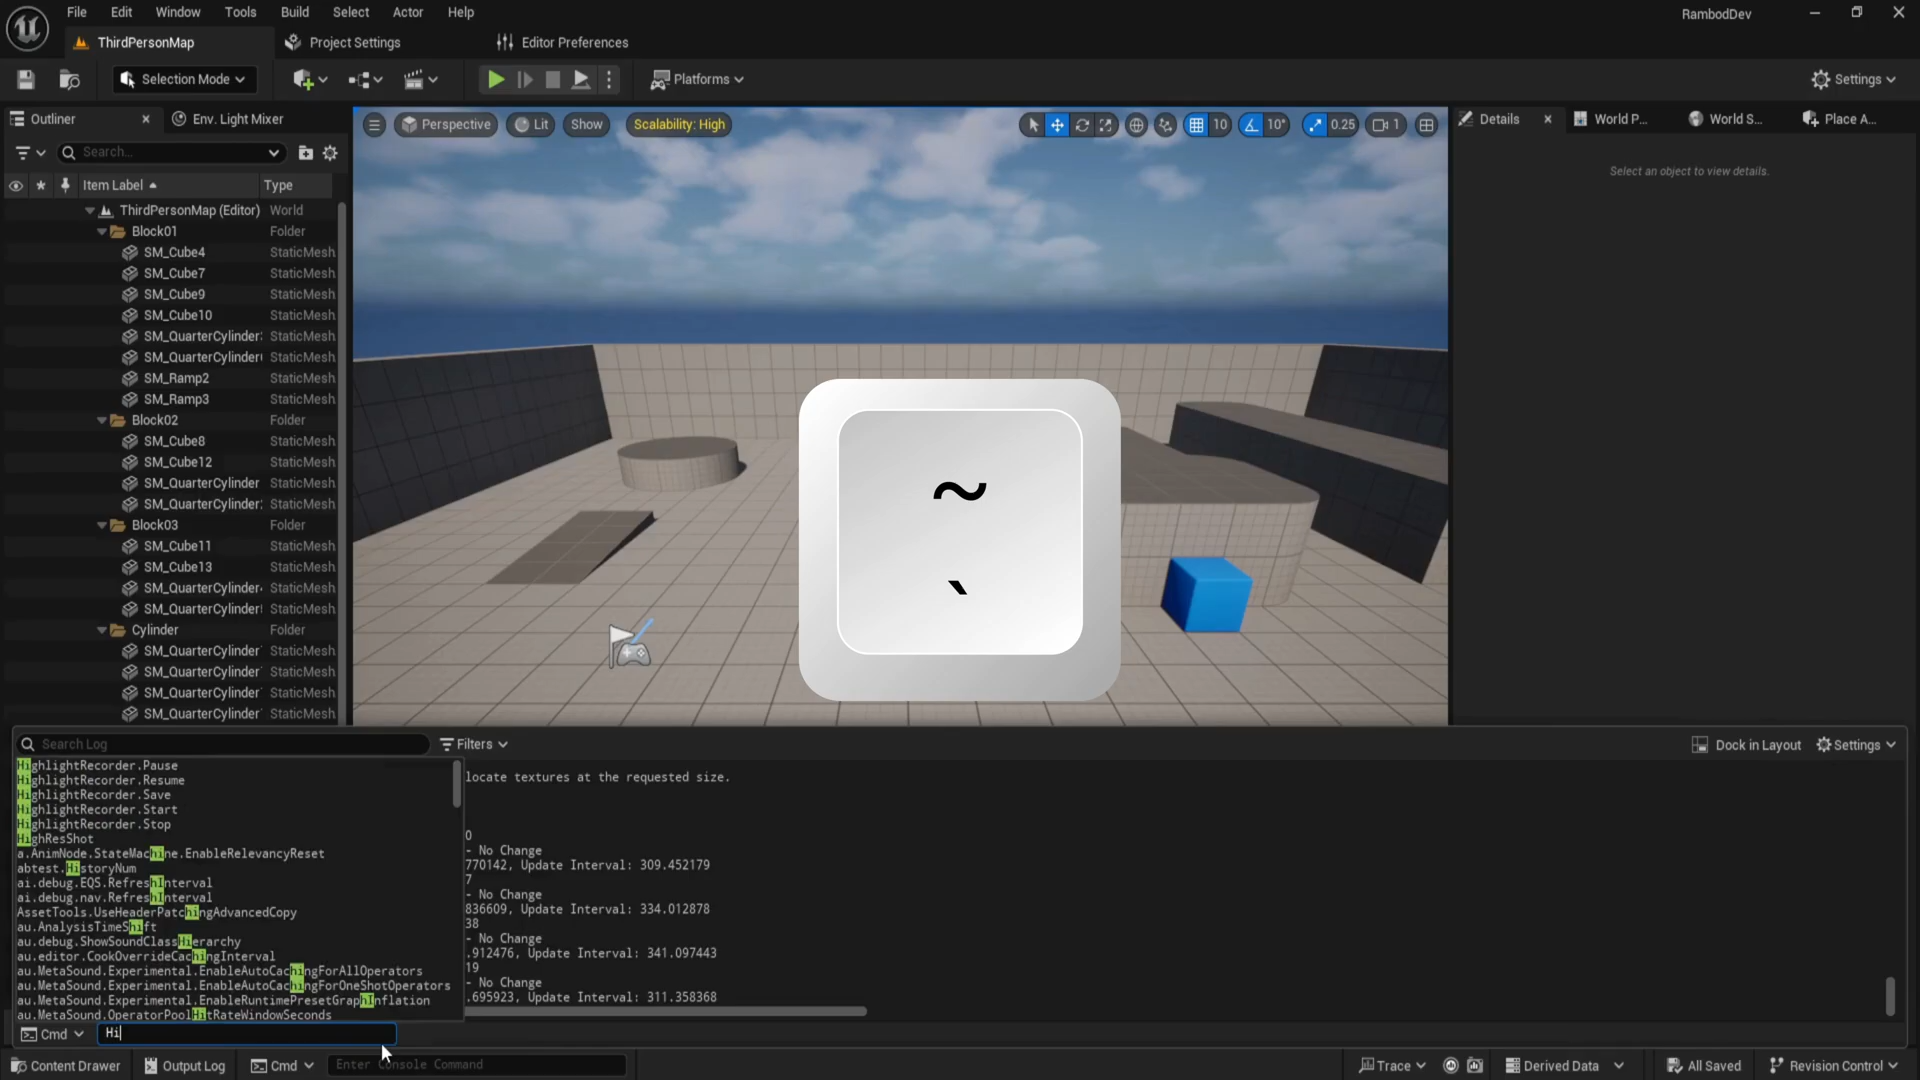 File Edit Window Tools Build Select Actor Help RambodDev
ThirdPersonMap Project Settings Editor Preferences
Selection Mode Platforms Settings
Outliner Env. Light Mixer
Perspective Lit Show Scalability: High 10 10° 0.25 1
Details World P... World S... Place A...
Search...
Select an object to view details.
Item Label Type
ThirdPersonMap (Editor) World
Block01 Folder
SM_Cube4 StaticMesh
SM_Cube7 StaticMesh
SM_Cube9 StaticMesh
SM_Cube10 StaticMesh
SM_QuarterCylinder StaticMesh
SM_QuarterCylinder StaticMesh
SM_Ramp2 StaticMesh
SM_Ramp3 StaticMesh
Block02 Folder
SM_Cube8 StaticMesh
SM_Cube12 StaticMesh
SM_QuarterCylinder StaticMesh
SM_QuarterCylinder StaticMesh
Block03 Folder
SM_Cube11 StaticMesh
SM_Cube13 StaticMesh
SM_QuarterCylinder StaticMesh
SM_QuarterCylinder StaticMesh
Cylinder Folder
SM_QuarterCylinder StaticMesh
SM_QuarterCylinder StaticMesh
SM_QuarterCylinder StaticMesh
SM_QuarterCylinder StaticMesh
~
`
Search Log Filters Dock in Layout Settings
HighlightRecorder.Pause
HighlightRecorder.Resume
HighlightRecorder.Save
HighlightRecorder.Start
HighlightRecorder.Stop
HighResShot
a.AnimNode.StateMachine.EnableRelevancyReset
abtest.HistoryNum
ai.debug.EQS.RefreshInterval
ai.debug.nav.RefreshInterval
AssetTools.UseHeaderPatchingAdvancedCopy
au.AnalysisTimeShift
au.debug.ShowSoundClassHierarchy
au.editor.CookOverrideCachingInterval
au.MetaSound.Experimental.EnableAutoCachingForAllOperators
au.MetaSound.Experimental.EnableAutoCachingForOneShotOperators
au.MetaSound.Experimental.EnableRuntimePresetGraphInflation
au.MetaSound.OperatorPoolHitRateWindowSeconds
locate textures at the requested size.
0
- No Change
770142, Update Interval: 309.452179
7
- No Change
836609, Update Interval: 334.012878
38
- No Change
.912476, Update Interval: 341.097443
19
- No Change
.695923, Update Interval: 311.358368
Cmd Hi
Content Drawer Output Log Cmd Enter Console Command Trace Derived Data All Saved Revision Control